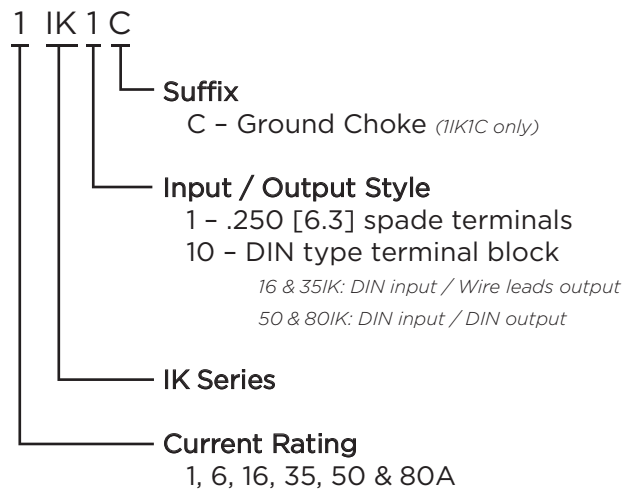 1 IK 1 C
Suffix
C – Ground Choke (1IK1C only)
Input / Output Style
1 – .250 [6.3] spade terminals
10 – DIN type terminal block
16 & 35IK: DIN input / Wire leads output
50 & 80IK: DIN input / DIN output
IK Series
Current Rating
1, 6, 16, 35, 50 & 80A